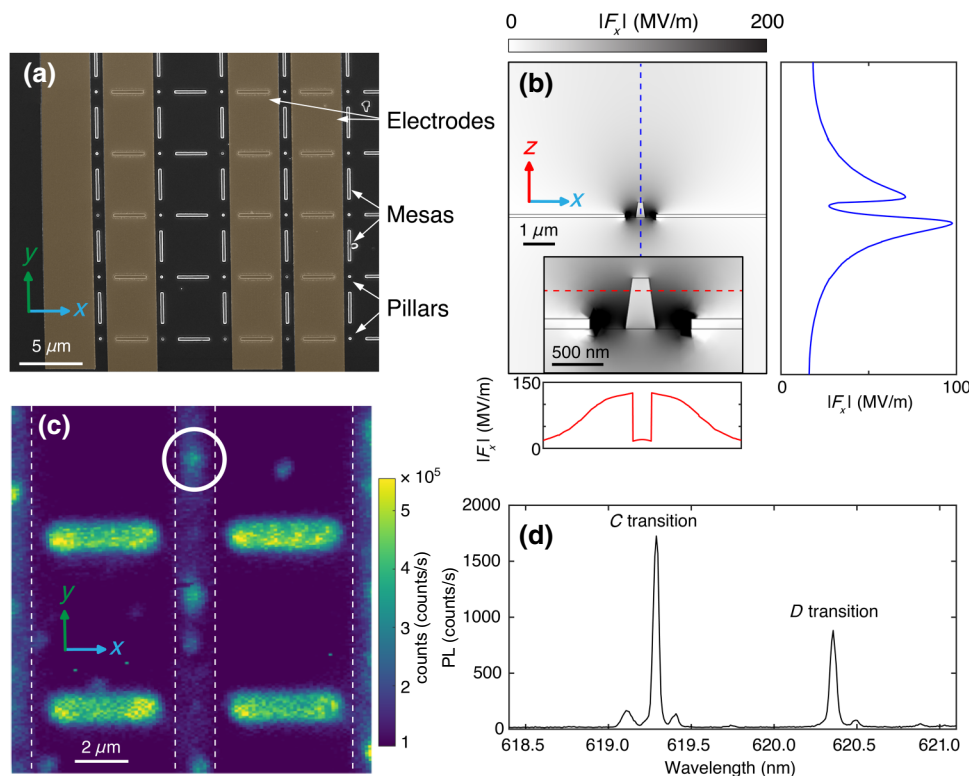 (a)
Electrodes
Mesas
Pillars
y
x
5 μm
0
|Fx| (MV/m)
200
(b)
z
x
1 μm
500 nm
150
0
|Fx| (MV/m)
0
100
|Fx| (MV/m)
(c)
y
x
2 μm
× 10⁵
5
4
3
2
1
counts (counts/s)
(d)
C transition
D transition
2000
1500
1000
500
0
PL (counts/s)
618.5 619.0 619.5 620.0 620.5 621.0
Wavelength (nm)